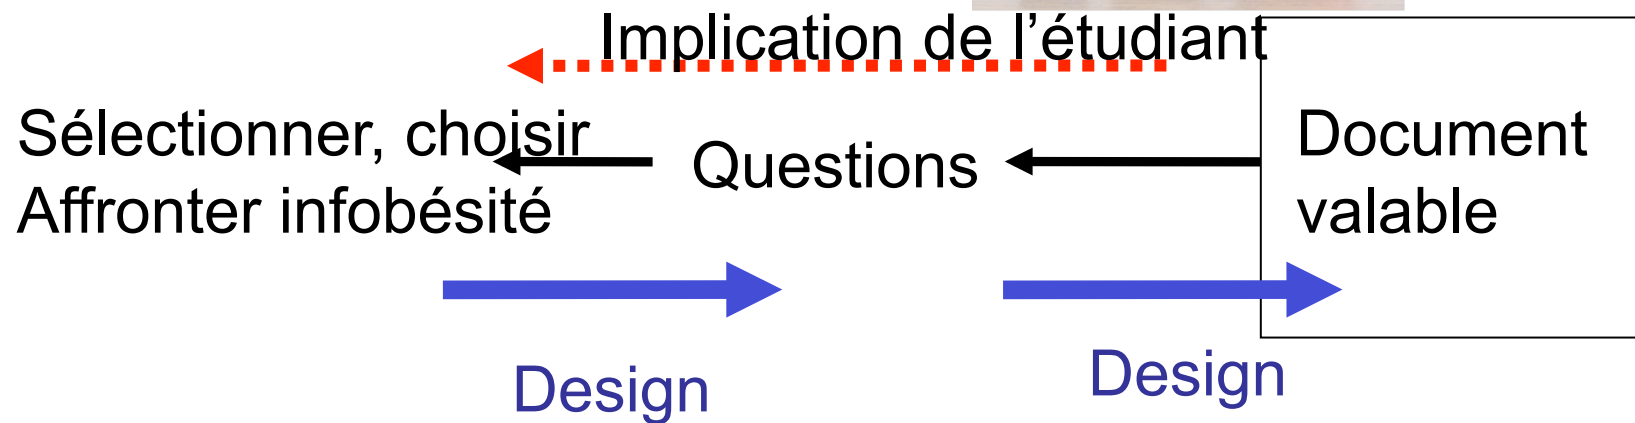 Implication de l’étudiant
Sélectionner, choisir
Affronter infobésité
Questions
Document
valable
Design
Design